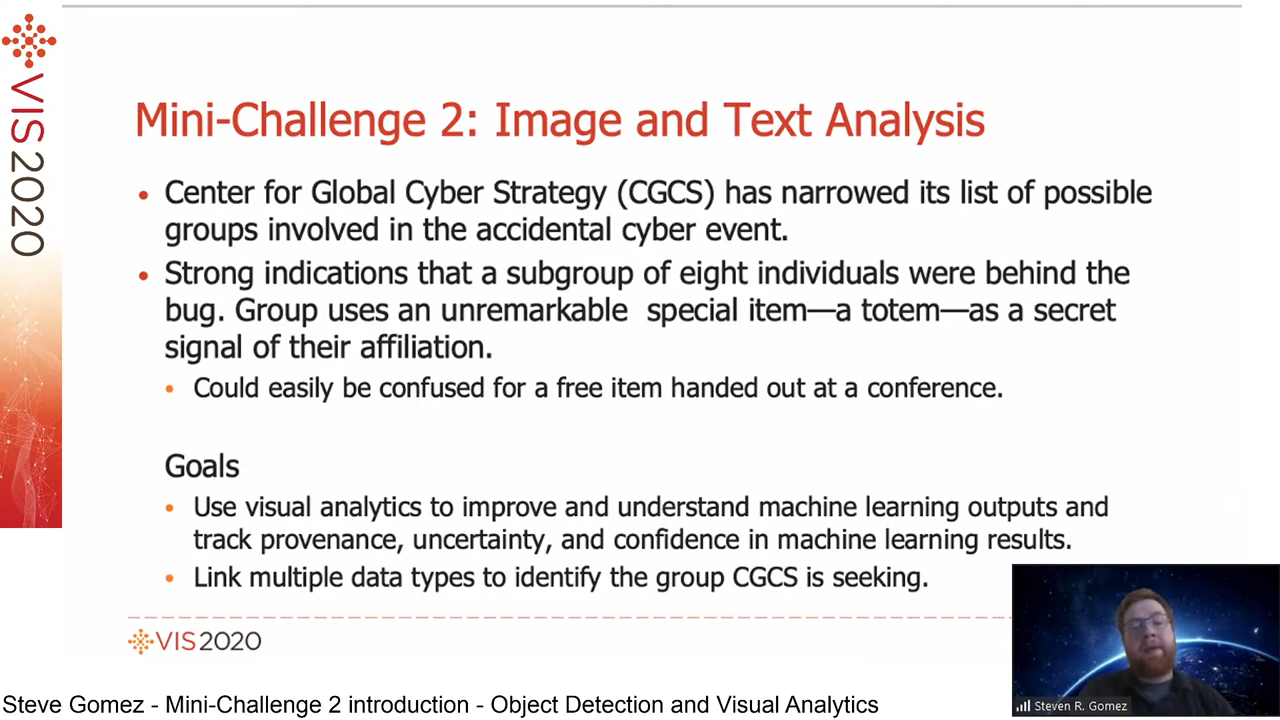 VIS2020
Mini-Challenge 2: Image and Text Analysis
• Center for Global Cyber Strategy (CGCS) has narrowed its list of possible
groups involved in the accidental cyber event.
• Strong indications that a subgroup of eight individuals were behind the
bug. Group uses an unremarkable  special item—a totem—as a secret
signal of their affiliation.
• Could easily be confused for a free item handed out at a conference.
Goals
• Use visual analytics to improve and understand machine learning outputs and
track provenance, uncertainty, and confidence in machine learning results.
• Link multiple data types to identify the group CGCS is seeking.
VIS2020
Steven R. Gomez
Steve Gomez - Mini-Challenge 2 introduction - Object Detection and Visual Analytics